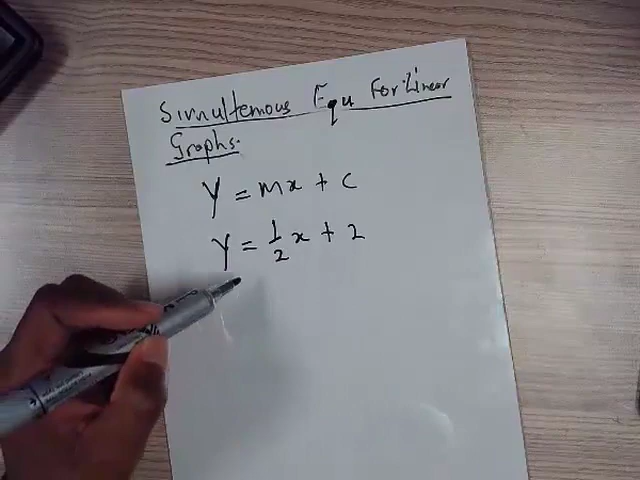 Simultemous Equ For Linear
Graphs.
Y = mx + c
Y = 1/2 x + 2